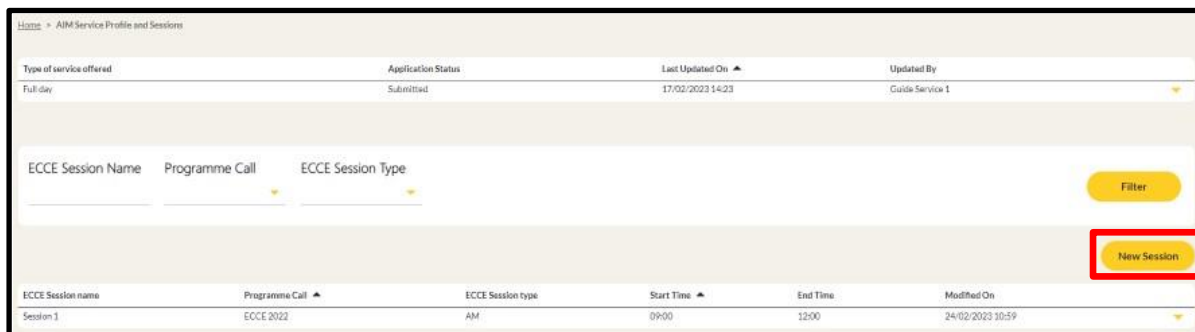 Home > AIM Service Profile and Sessions
Type of service offered Application Status Last Updated On Updated By
Full day Submitted 17/02/2023 14:23 Guide Service 1
ECCE Session Name Programme Call ECCE Session Type
Filter
New Session
ECCE Session name Programme Call ECCE Session type Start Time End Time Modified On
Session 1 ECCE 2022 AM 09:00 12:00 24/02/2023 10:59